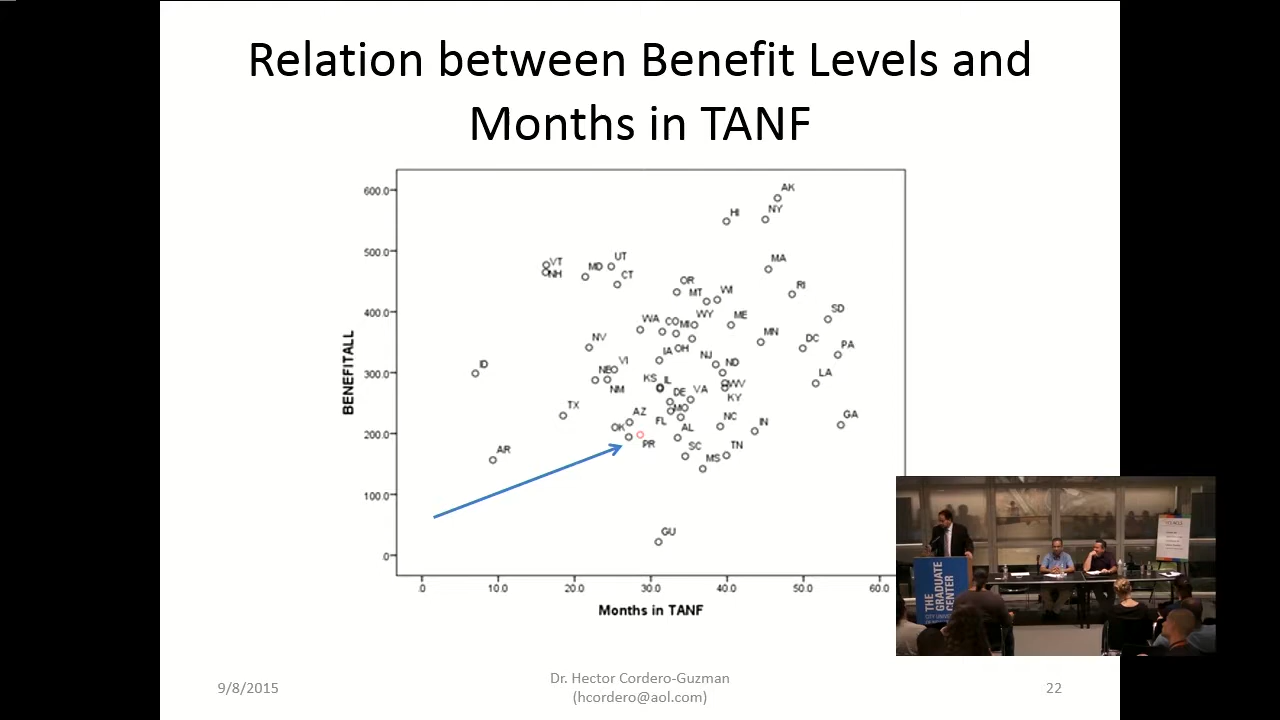 Relation between Benefit Levels and
Months in TANF
BENEFITALL
600.0
500.0
400.0
300.0
200.0
100.0
.0
AK
NY
HI
MA
RI
VT
NH
MD
UT
CT
OR
MT
WI
SD
WA
CO
MI
WY
ME
MN
DC
PA
NV
IA
OH
NJ
ND
LA
ID
NE
VI
NM
KS
IL
DE
VA
WV
KY
GA
TX
AZ
FL
NC
IN
OK
PR
AL
SC
TN
MS
AR
GU
.0 10.0 20.0 30.0 40.0 50.0 60.0
Months in TANF
THE
GRADUATE
CENTER
9/8/2015
Dr. Hector Cordero-Guzman
(hcordero@aol.com)
22